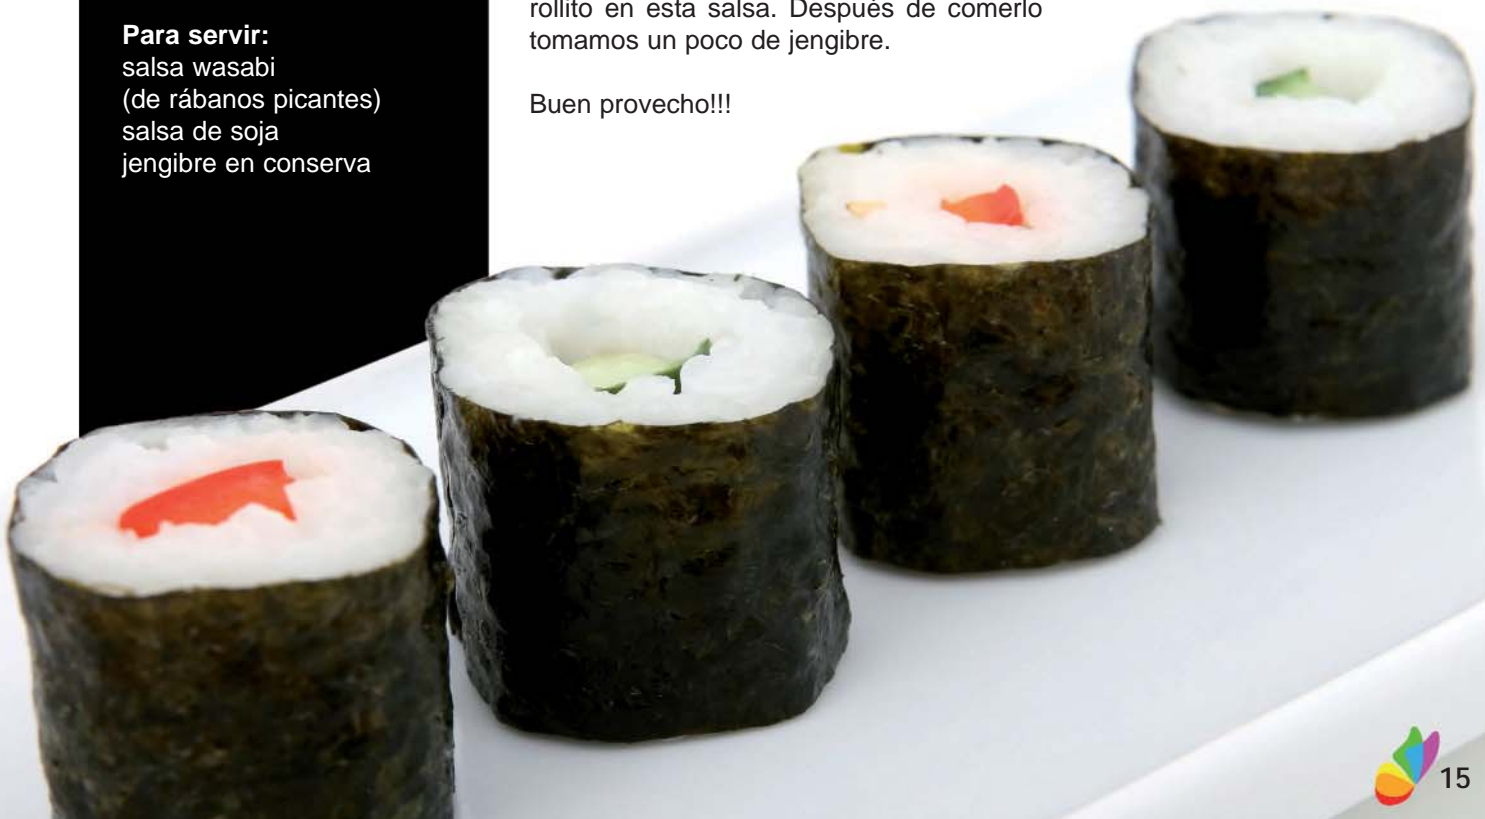 Para servir:
salsa wasabi
(de rábanos picantes)
salsa de soja
jengibre en conserva
rollito en esta salsa. Después de comerlo
tomamos un poco de jengibre.
Buen provecho!!!
15